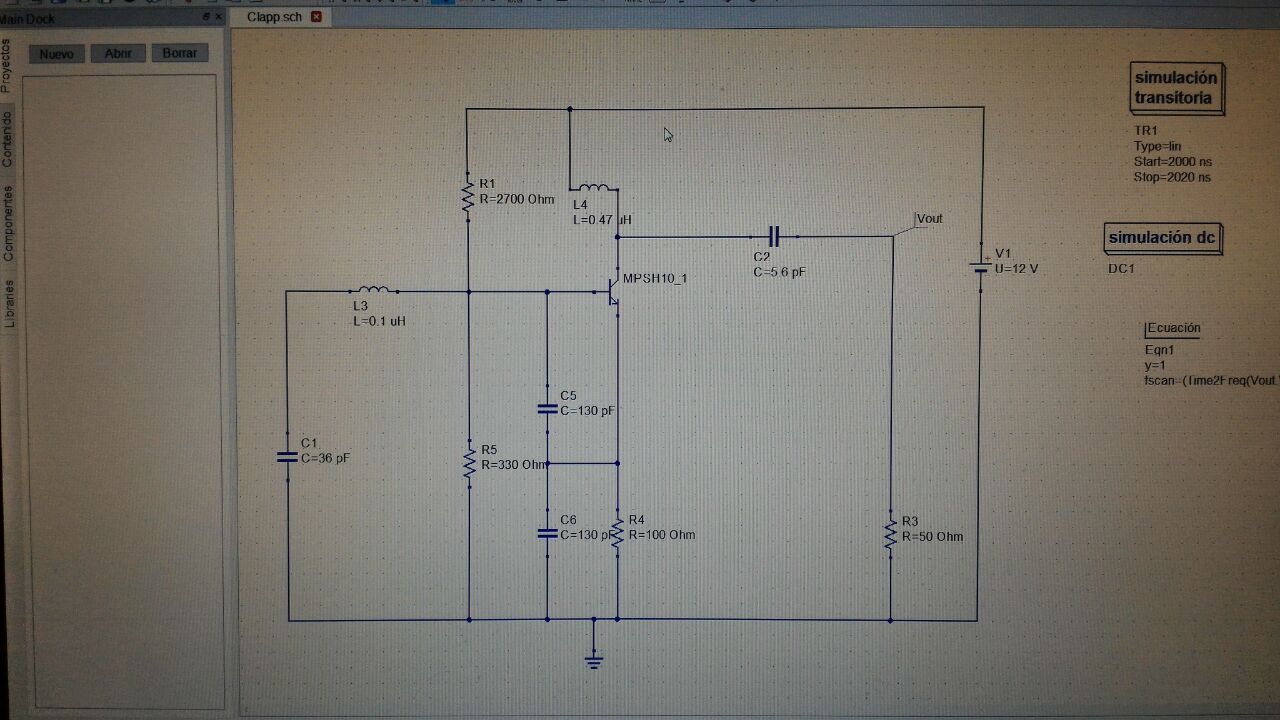 Main Dock
Clapp.sch
Nuevo
Abrir
Borrar
Proyectos
Contenido
Componentes
Libraries
simulación
transitoria
TR1
Type=lin
Start=2000 ns
Stop=2020 ns
R1
R=2700 Ohm
L4
L=0.47 uH
Vout
simulación dc
DC1
C2
C=5.6 pF
V1
U=12 V
MPSH10_1
L3
L=0.1 uH
Ecuación
Eqn1
y=1
fscan=(Time2Freq(Vout.
C5
C=130 pF
C1
C=36 pF
R5
R=330 Ohm
C6
C=130 pF
R4
R=100 Ohm
R3
R=50 Ohm